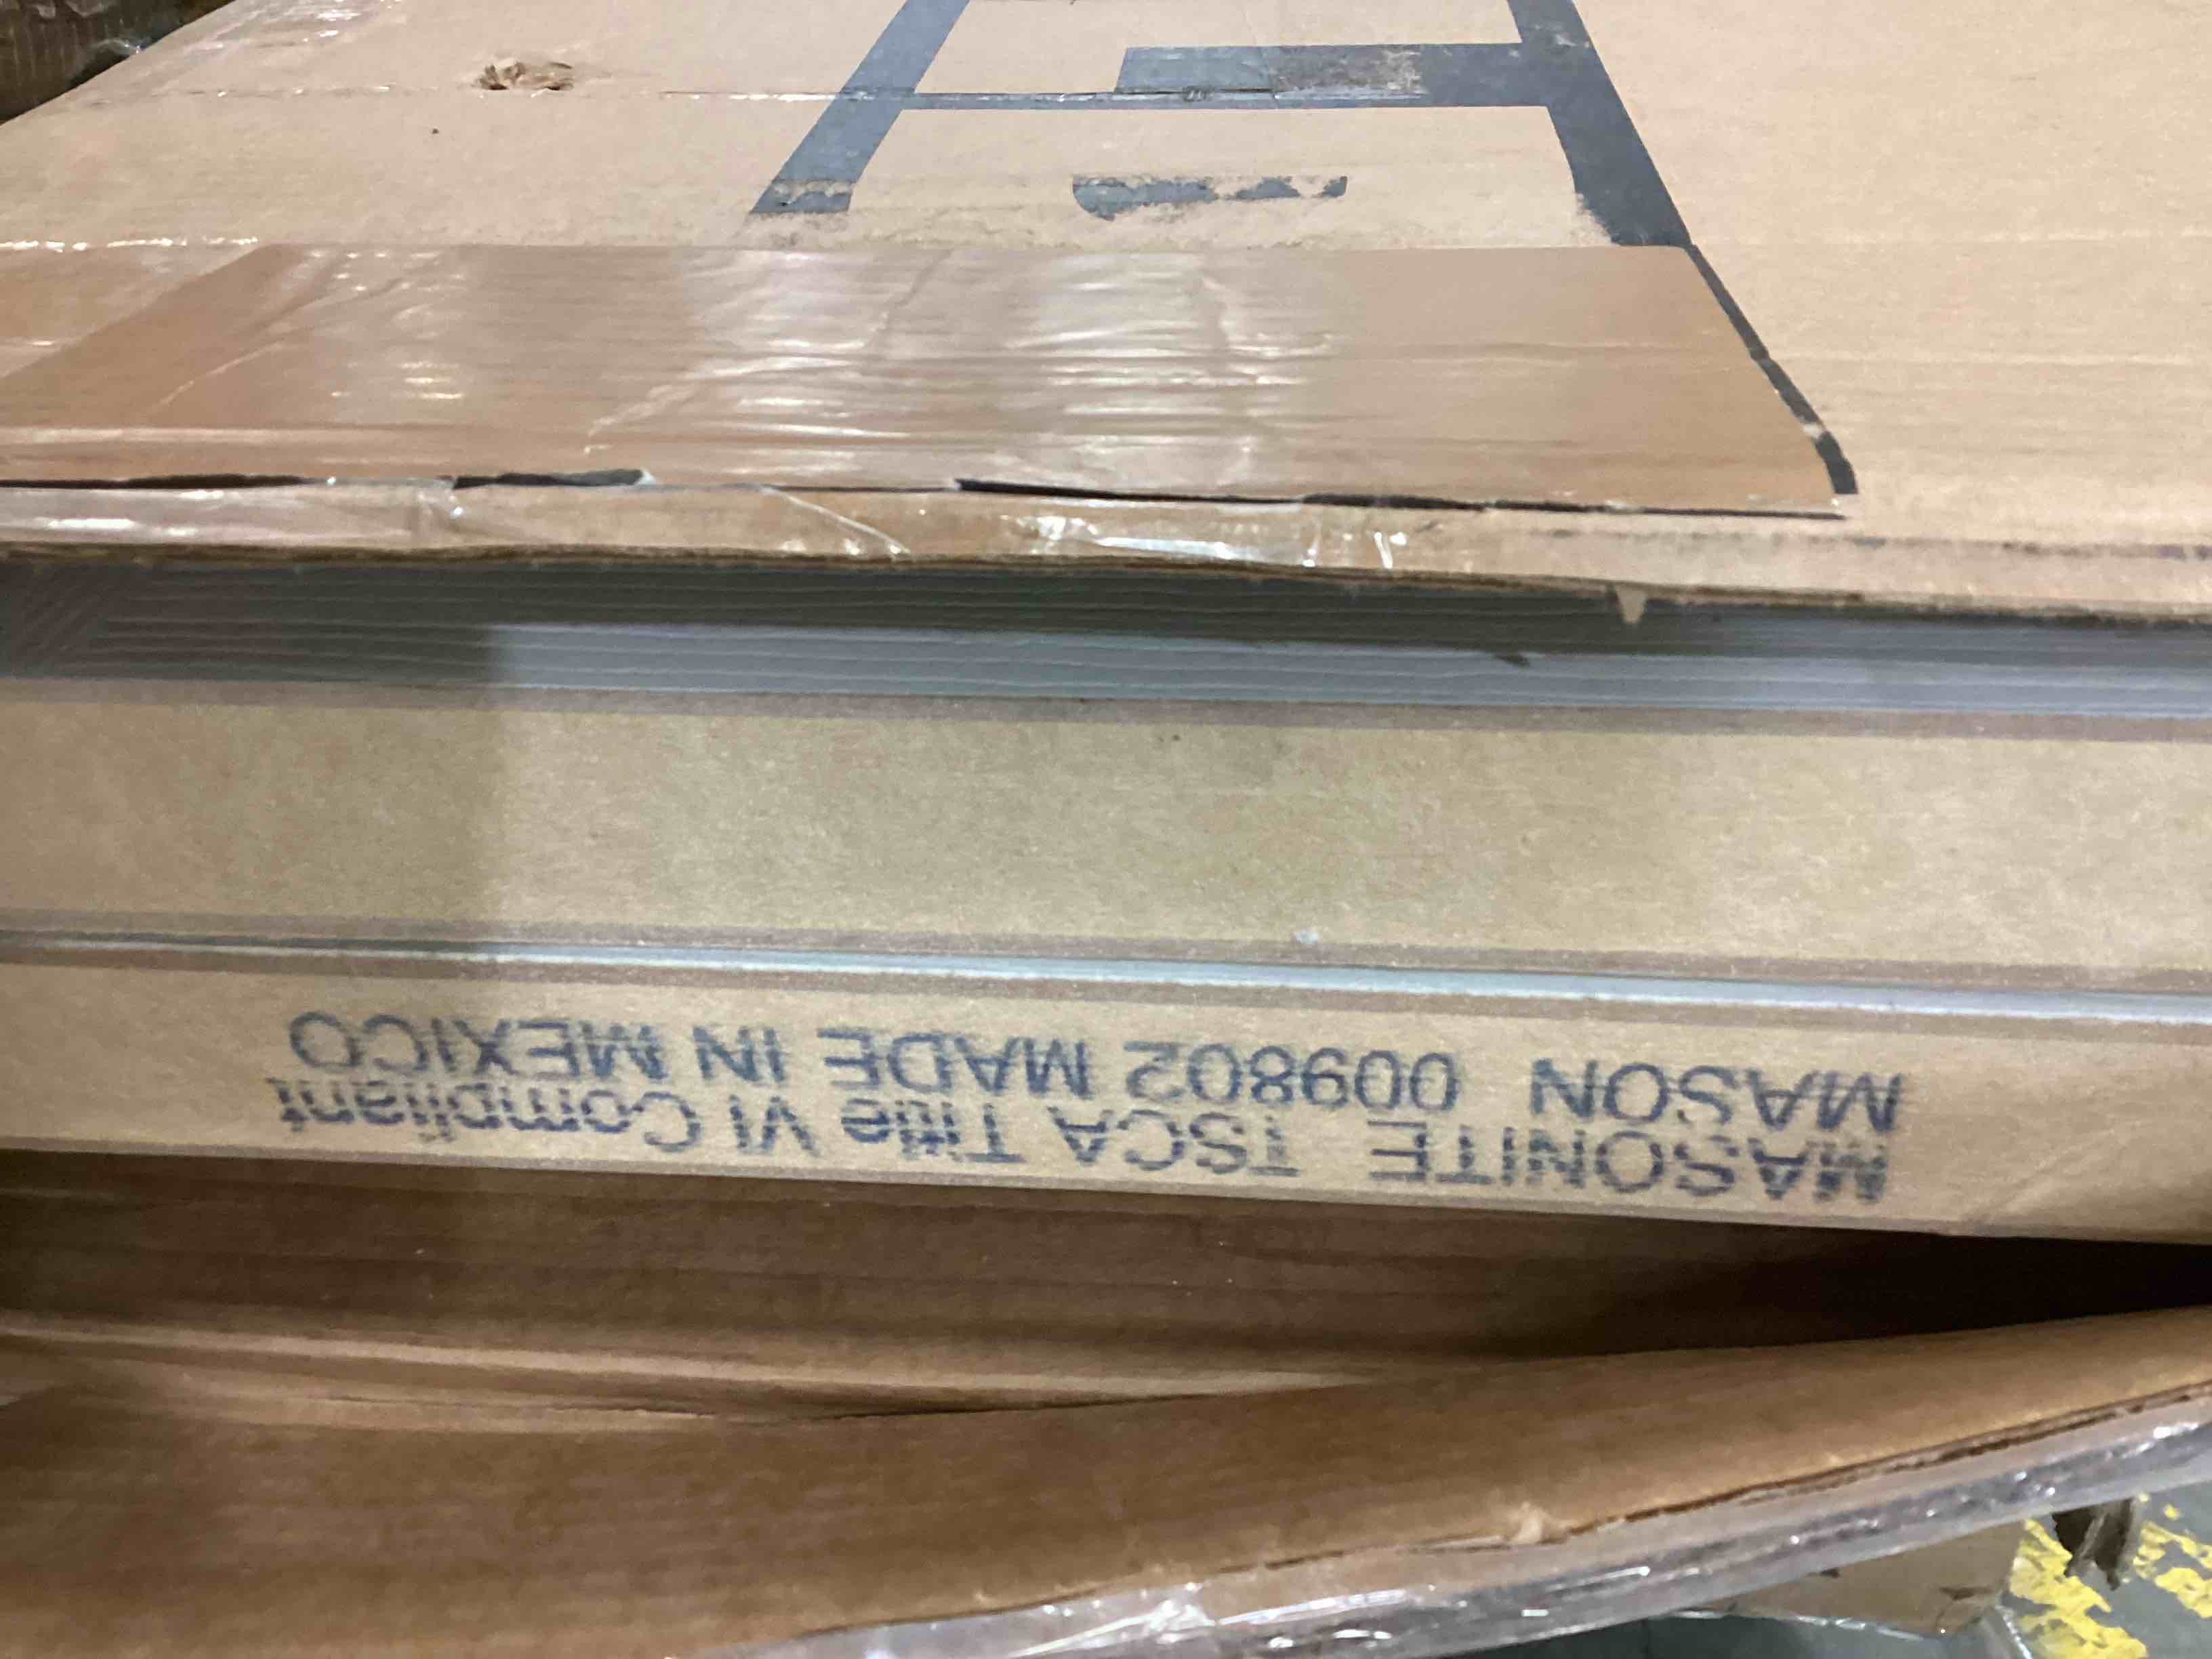 MASONITE TSCA Title VI Compliant
MASON 009802 MADE IN MEXICO